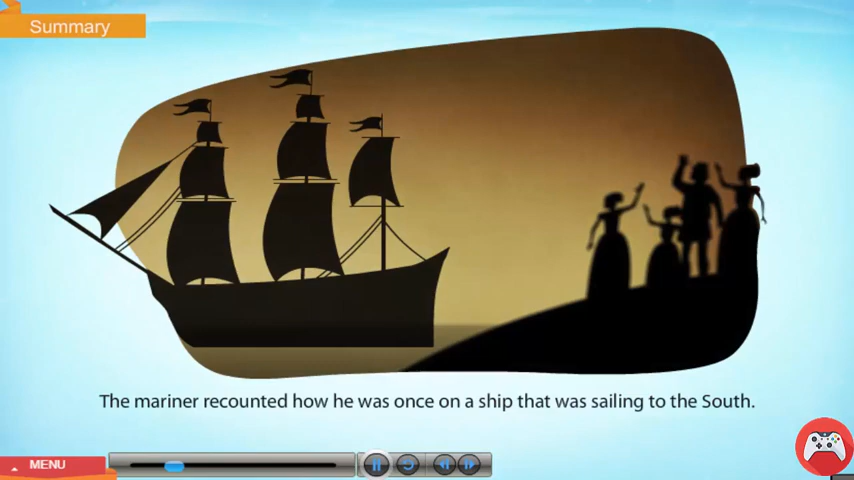 Summary
The mariner recounted how he was once on a ship that was sailing to the South.
MENU